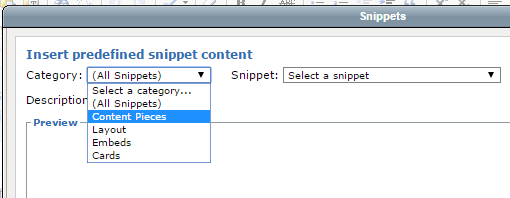 Snippets
Insert predefined snippet content
Category: (All Snippets) Snippet: Select a snippet
Select a category...
(All Snippets)
Description
Content Pieces
Preview
Layout
Embeds
Cards